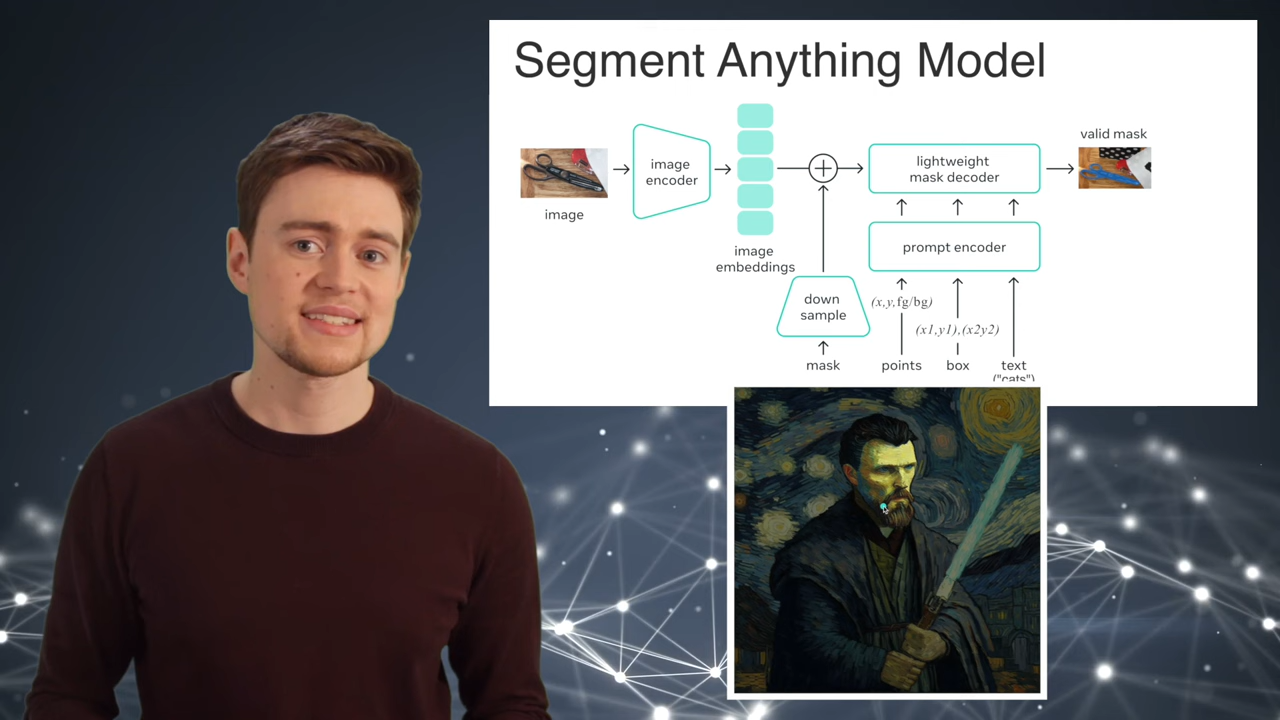 Segment Anything Model
image
encoder
image
image
embeddings
lightweight
mask decoder
valid mask
prompt encoder
down
sample
(x,y,fg/bg)
(x1,y1),(x2y2)
mask
points
box
text
("cats")